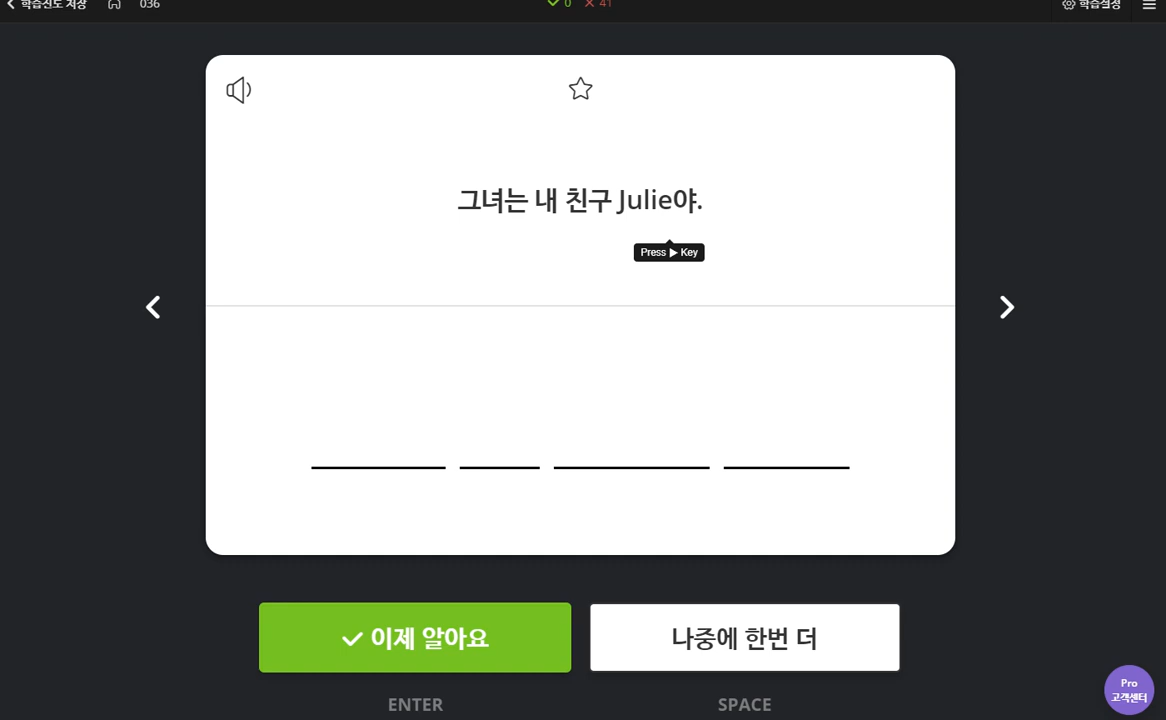 학습진도 저장 036 0 41 학습설정
그녀는 내 친구 Julie야.
Press ▶ Key
이제 알아요 나중에 한번 더
ENTER SPACE
Pro
고객센터